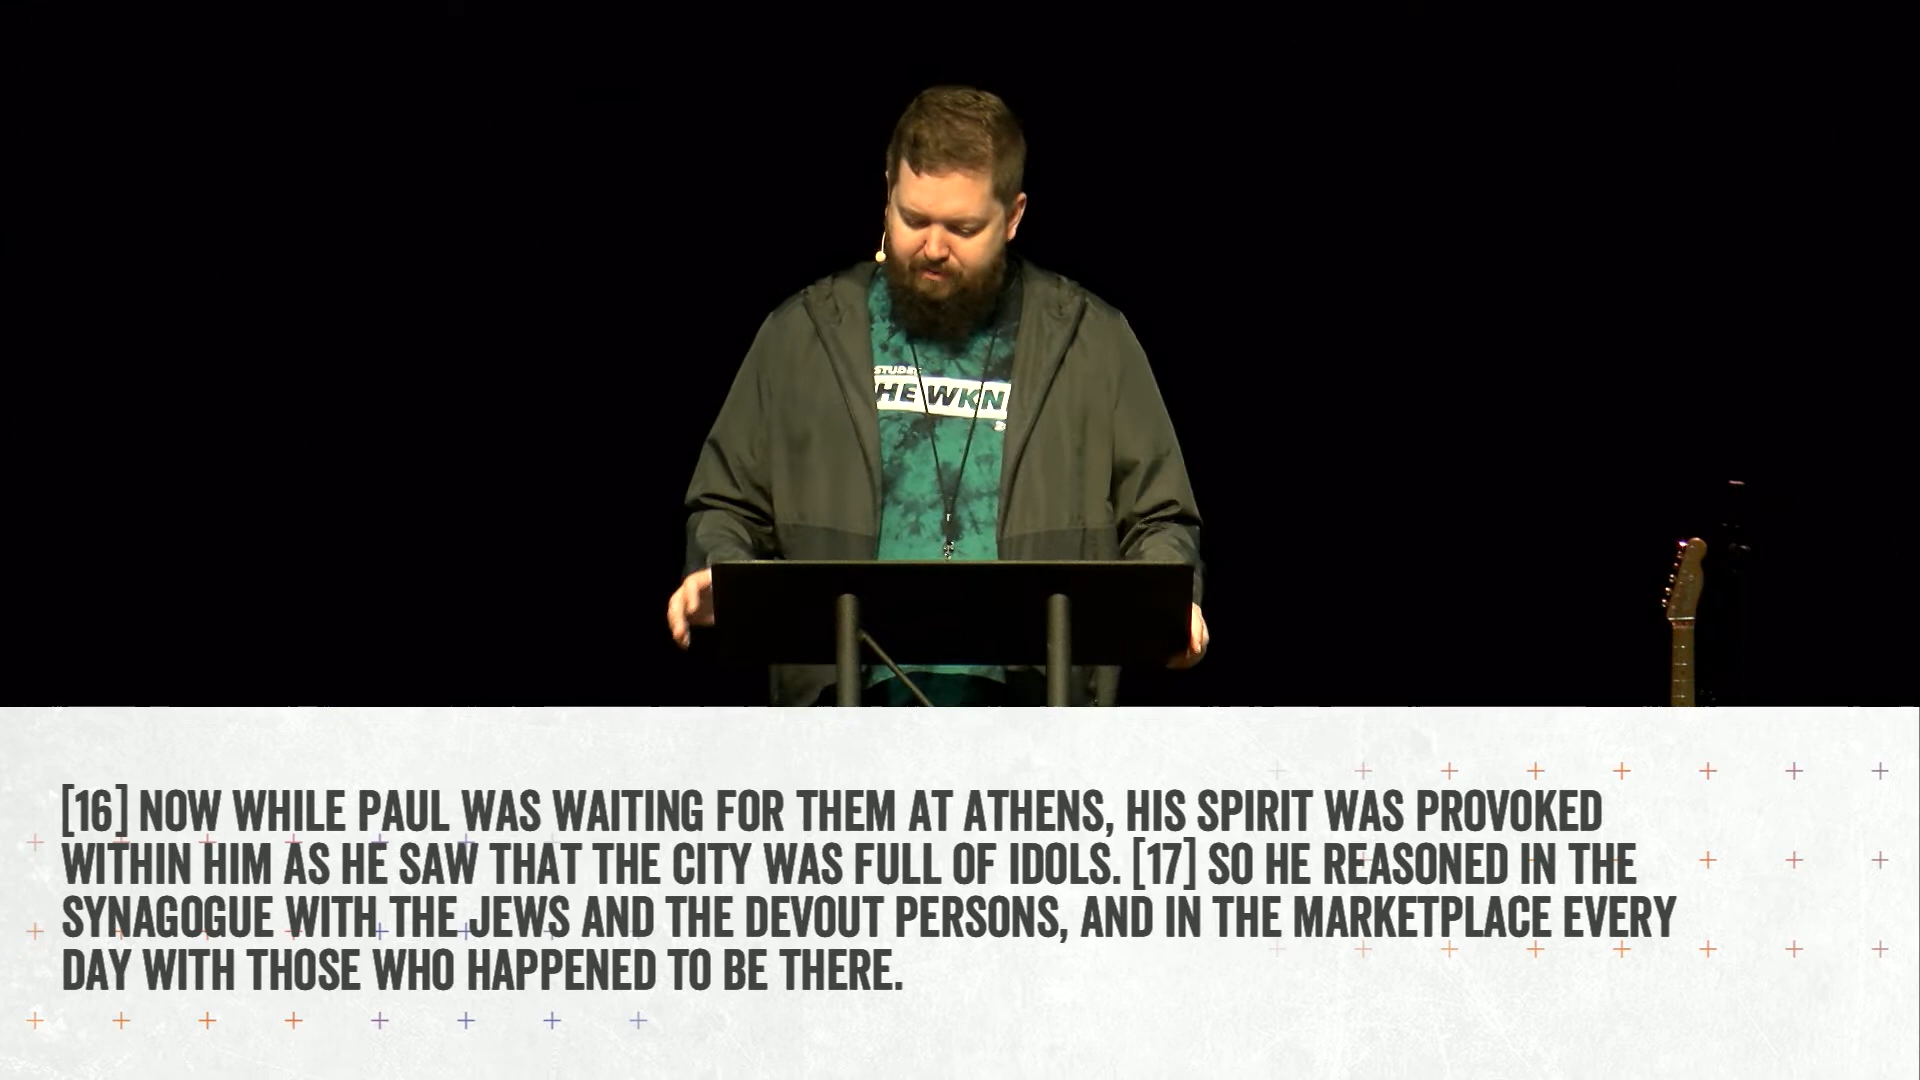 STUDE
HE WKN
[16] NOW WHILE PAUL WAS WAITING FOR THEM AT ATHENS, HIS SPIRIT WAS PROVOKED
WITHIN HIM AS HE SAW THAT THE CITY WAS FULL OF IDOLS. [17] SO HE REASONED IN THE
SYNAGOGUE WITH THE JEWS AND THE DEVOUT PERSONS, AND IN THE MARKETPLACE EVERY
DAY WITH THOSE WHO HAPPENED TO BE THERE.